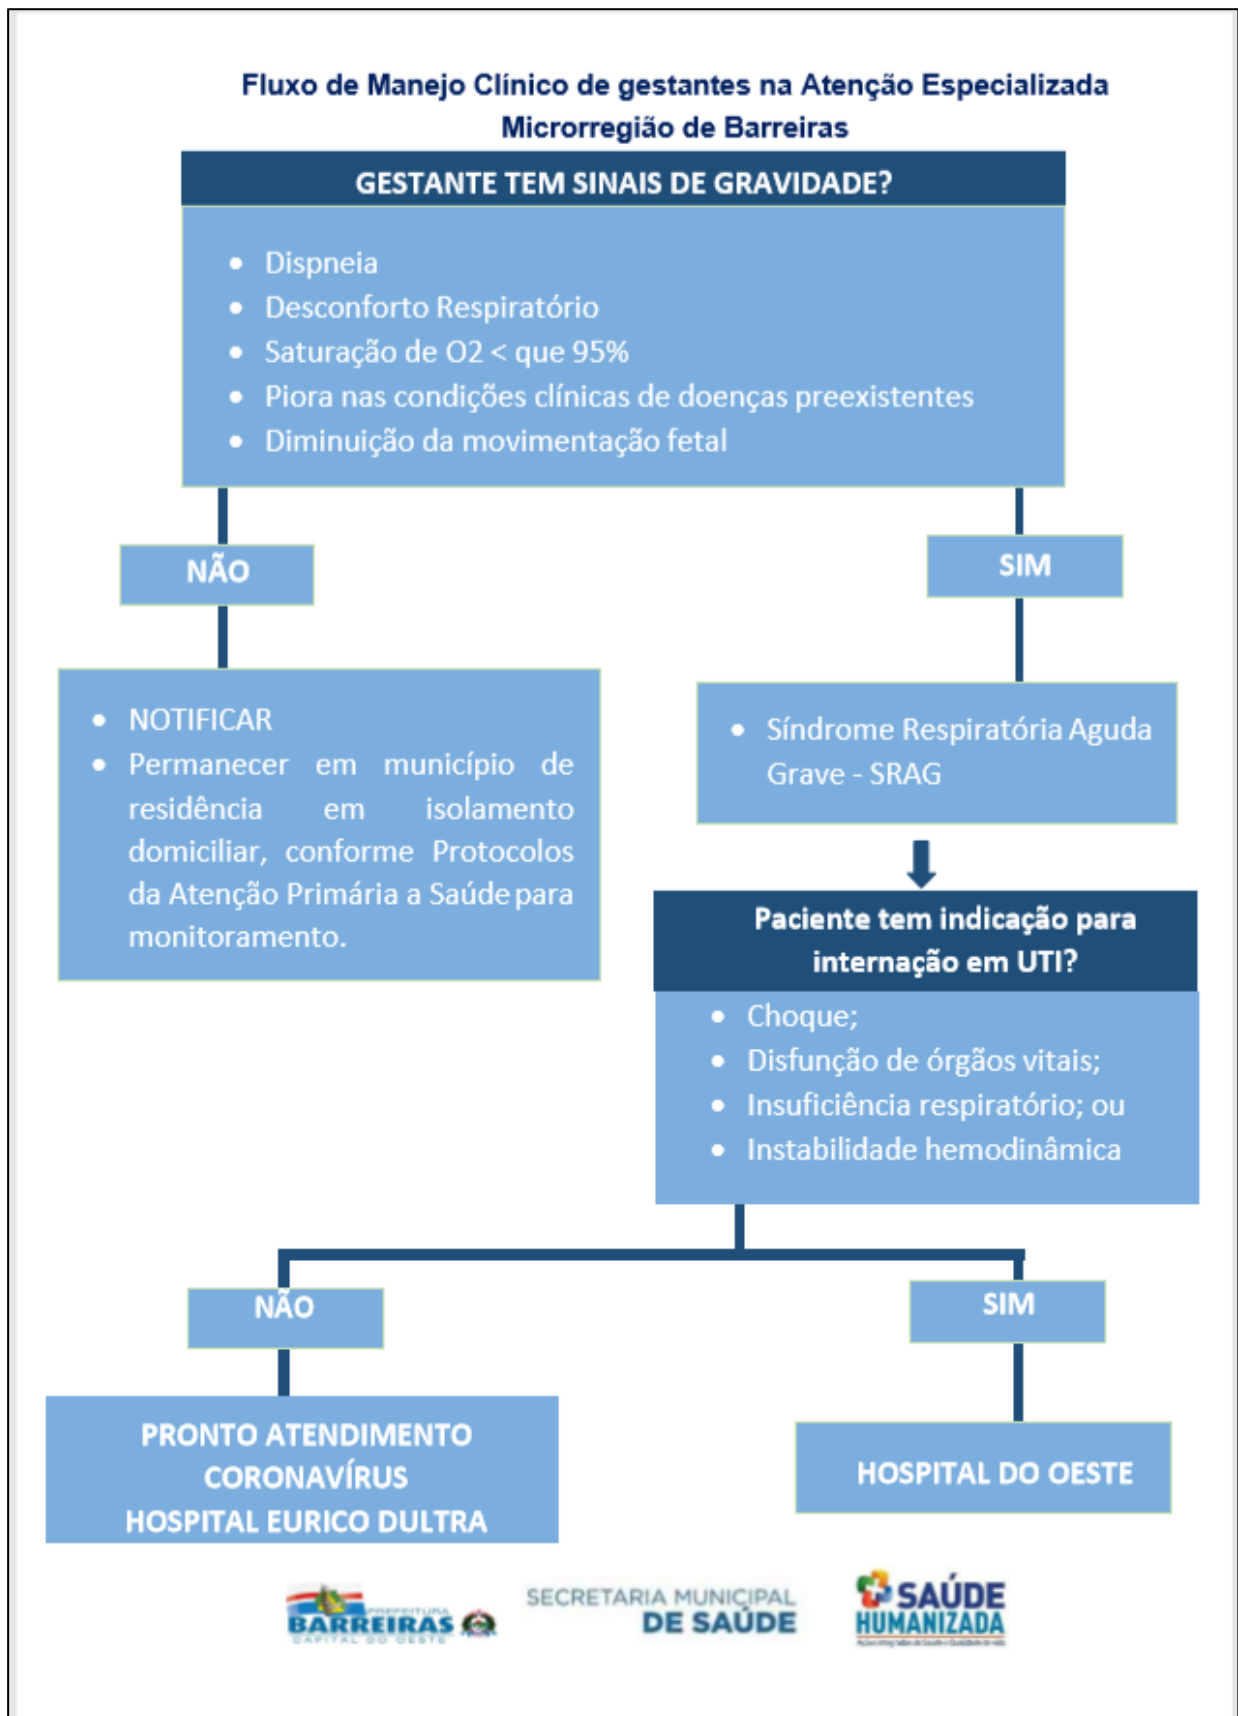 Fluxo de Manejo Clínico de gestantes na Atenção Especializada
Microrregião de Barreiras
GESTANTE TEM SINAIS DE GRAVIDADE?
• Dispneia
• Desconforto Respiratório
• Saturação de O2 < que 95%
• Piora nas condições clínicas de doenças preexistentes
• Diminuição da movimentação fetal
NÃO
SIM
• NOTIFICAR
• Permanecer em município de
residência em isolamento
domiciliar, conforme Protocolos
da Atenção Primária a Saúde para
monitoramento.
• Síndrome Respiratória Aguda
Grave - SRAG
Paciente tem indicação para
internação em UTI?
• Choque;
• Disfunção de órgãos vitais;
• Insuficiência respiratório; ou
• Instabilidade hemodinâmica
NÃO
SIM
PRONTO ATENDIMENTO
CORONAVÍRUS
HOSPITAL EURICO DULTRA
HOSPITAL DO OESTE
PREFEITURA
BARREIRAS
CAPITAL DO OESTE
SECRETARIA MUNICIPAL
DE SAÚDE
SAÚDE
HUMANIZADA